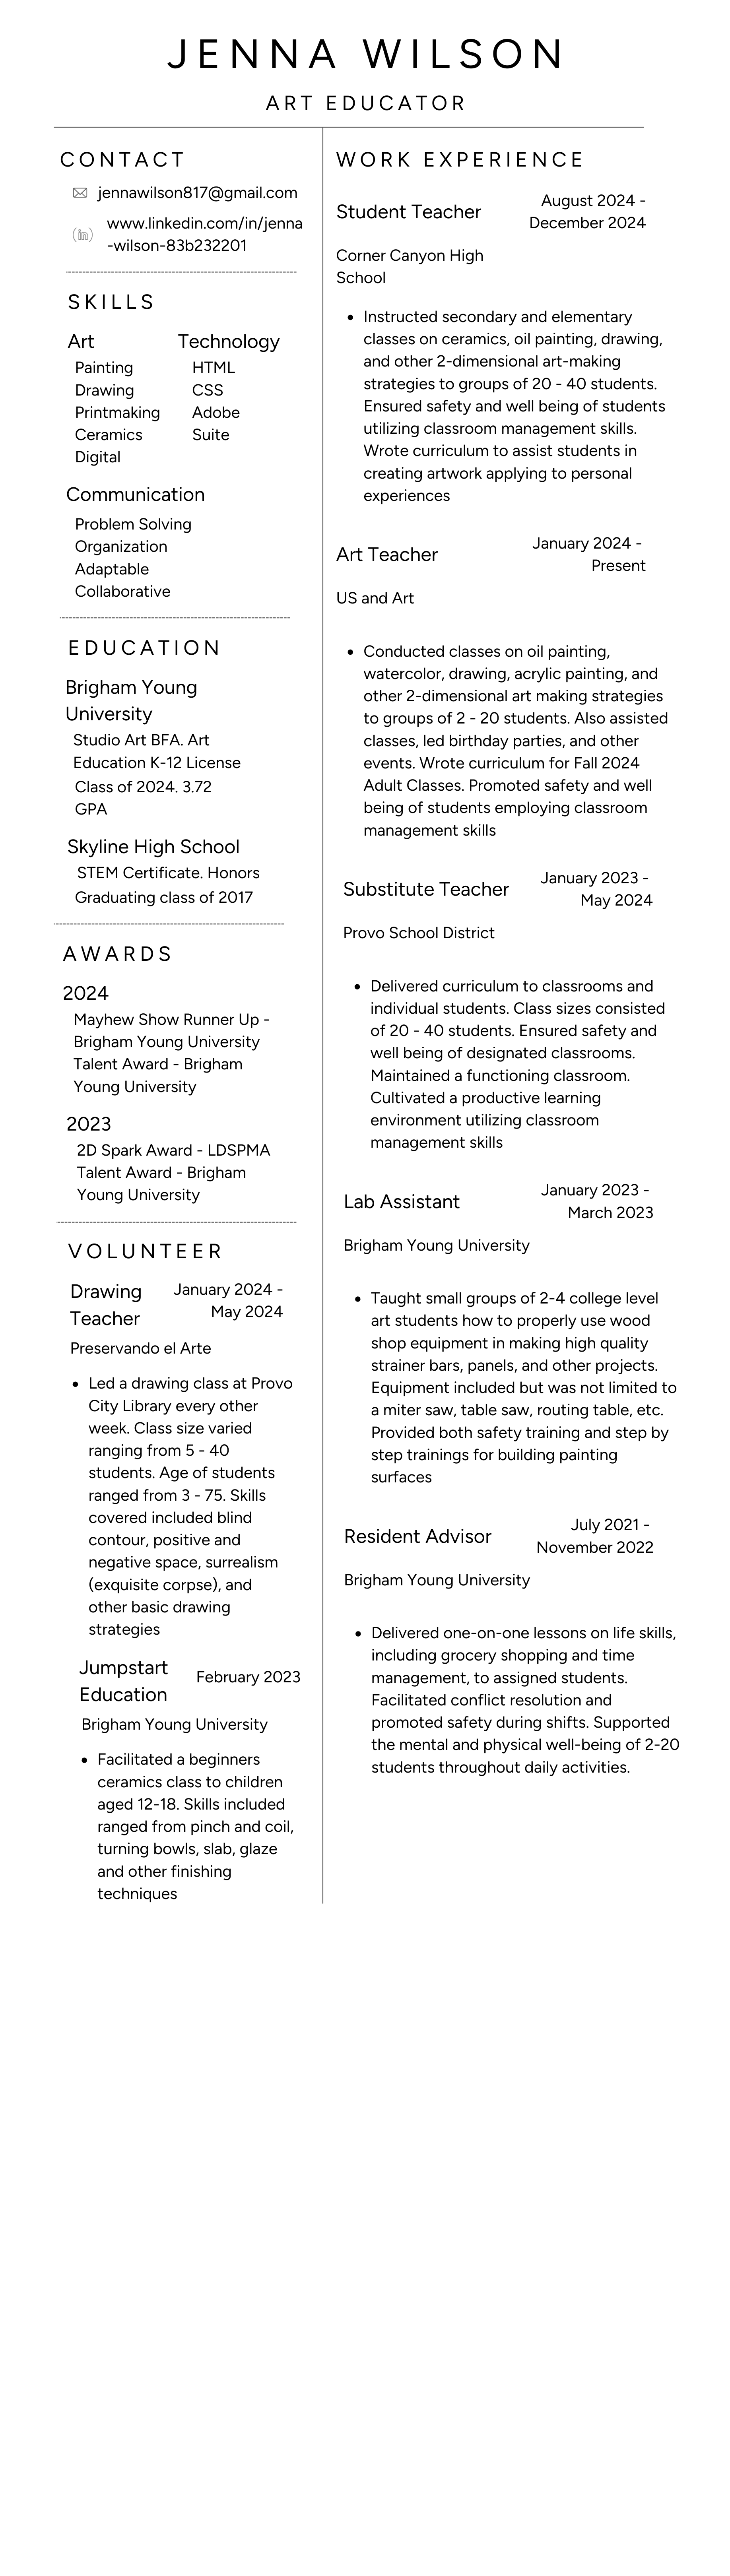 JENNA WILSON
ART EDUCATOR
CONTACT
jennawilson817@gmail.com
www.linkedin.com/in/jenna
-wilson-83b232201
SKILLS
Art
Painting
Drawing
Printmaking
Ceramics
Digital
Technology
HTML
CSS
Adobe
Suite
Communication
Problem Solving
Organization
Adaptable
Collaborative
EDUCATION
Brigham Young
University
Studio Art BFA. Art
Education K-12 License
Class of 2024. 3.72
GPA
Skyline High School
STEM Certificate. Honors
Graduating class of 2017
AWARDS
2024
Mayhew Show Runner Up -
Brigham Young University
Talent Award - Brigham
Young University
2023
2D Spark Award - LDSPMA
Talent Award - Brigham
Young University
VOLUNTEER
Drawing
Teacher
January 2024 -
May 2024
Preservando el Arte
• Led a drawing class at Provo
City Library every other
week. Class size varied
ranging from 5 - 40
students. Age of students
ranged from 3 - 75. Skills
covered included blind
contour, positive and
negative space, surrealism
(exquisite corpse), and
other basic drawing
strategies
Jumpstart
Education
February 2023
Brigham Young University
• Facilitated a beginners
ceramics class to children
aged 12-18. Skills included
ranged from pinch and coil,
turning bowls, slab, glaze
and other finishing
techniques
WORK EXPERIENCE
Student Teacher
August 2024 -
December 2024
Corner Canyon High
School
• Instructed secondary and elementary
classes on ceramics, oil painting, drawing,
and other 2-dimensional art-making
strategies to groups of 20 - 40 students.
Ensured safety and well being of students
utilizing classroom management skills.
Wrote curriculum to assist students in
creating artwork applying to personal
experiences
Art Teacher
January 2024 -
Present
US and Art
• Conducted classes on oil painting,
watercolor, drawing, acrylic painting, and
other 2-dimensional art making strategies
to groups of 2 - 20 students. Also assisted
classes, led birthday parties, and other
events. Wrote curriculum for Fall 2024
Adult Classes. Promoted safety and well
being of students employing classroom
management skills
Substitute Teacher
January 2023 -
May 2024
Provo School District
• Delivered curriculum to classrooms and
individual students. Class sizes consisted
of 20 - 40 students. Ensured safety and
well being of designated classrooms.
Maintained a functioning classroom.
Cultivated a productive learning
environment utilizing classroom
management skills
Lab Assistant
January 2023 -
March 2023
Brigham Young University
• Taught small groups of 2-4 college level
art students how to properly use wood
shop equipment in making high quality
strainer bars, panels, and other projects.
Equipment included but was not limited to
a miter saw, table saw, routing table, etc.
Provided both safety training and step by
step trainings for building painting
surfaces
Resident Advisor
July 2021 -
November 2022
Brigham Young University
• Delivered one-on-one lessons on life skills,
including grocery shopping and time
management, to assigned students.
Facilitated conflict resolution and
promoted safety during shifts. Supported
the mental and physical well-being of 2-20
students throughout daily activities.